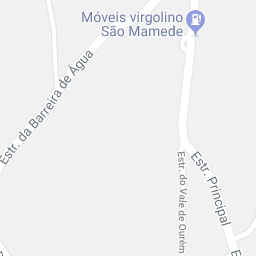 Móveis virgolino
São Mamede
Estr. da Barreira de Água
Estr. Principal
Estr. do Vale de Ourém